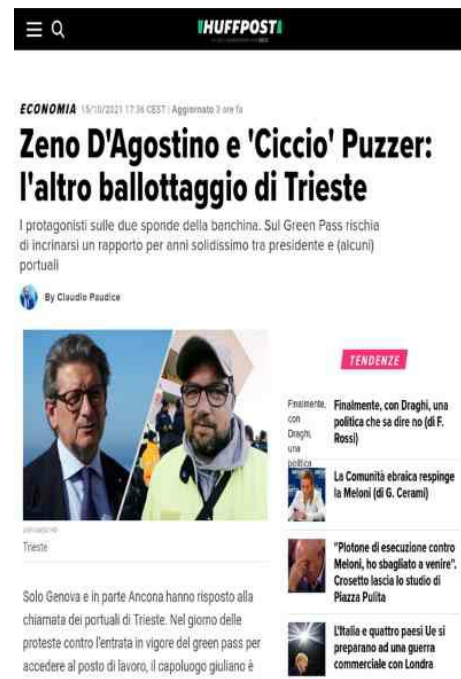 HUFFPOST
ECONOMIA 15/10/2021 17:36 CEST | Aggiornato 3 ore fa
Zeno D'Agostino e 'Ciccio' Puzzer:
l'altro ballottaggio di Trieste
I protagonisti sulle due sponde della banchina. Sul Green Pass rischia
di incrinarsi un rapporto per anni solidissimo tra presidente e (alcuni)
portuali
By Claudio Paudice
Trieste
Solo Genova e in parte Ancona hanno risposto alla
chiamata dei portuali di Trieste. Nel giorno delle
proteste contro l'entrata in vigore del green pass per
accedere al posto di lavoro, il capoluogo giuliano è
TENDENZE
Finalmente,
con
Draghi,
una
politica
Finalmente, con Draghi, una
politica che sa dire no (di F.
Rossi)
La Comunità ebraica respinge
la Meloni (di G. Cerami)
"Plotone di esecuzione contro
Meloni, ho sbagliato a venire".
Crosetto lascia lo studio di
Piazza Pulita
L'Italia e quattro paesi Ue si
preparano ad una guerra
commerciale con Londra